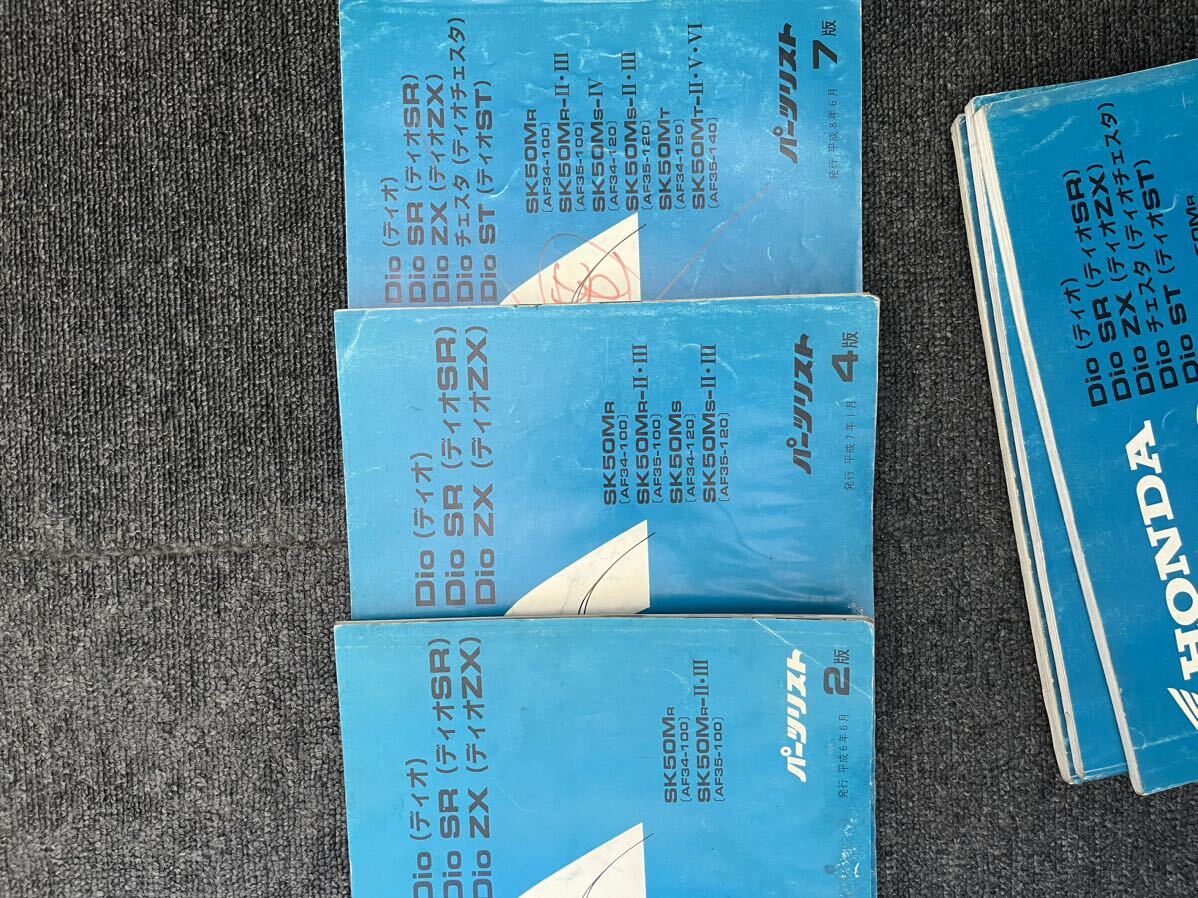 Dio (ディオ)
Dio SR (ディオSR)
Dio ZX (ディオZX)
Dio チェスタ (ディオチェスタ)
Dio ST (ディオST)
SK50MR
〔AF34-100〕
SK50MR-Ⅱ・Ⅲ
〔AF35-100〕
SK50MS-Ⅳ
〔AF34-120〕
SK50MS-Ⅱ・Ⅲ
〔AF35-120〕
SK50MT
〔AF34-150〕
SK50MT-Ⅱ・Ⅴ・Ⅵ
〔AF35-140〕
パーツリスト
発行 平成8年6月 7版
Dio (ディオ)
Dio SR (ディオSR)
Dio ZX (ディオZX)
SK50MR
〔AF34-100〕
SK50MR-Ⅱ・Ⅲ
〔AF35-100〕
SK50MS
〔AF34-120〕
SK50MS-Ⅱ・Ⅲ
〔AF35-120〕
パーツリスト
発行 平成7年1月 4版
Dio (ディオ)
Dio SR (ディオSR)
Dio ZX (ディオZX)
SK50MR
〔AF34-100〕
SK50MR-Ⅱ・Ⅲ
〔AF35-100〕
パーツリスト
発行 平成6年6月 2版
Dio (ディオ)
Dio SR (ディオSR)
Dio ZX (ディオZX)
Dio チェスタ (ディオチェスタ)
Dio ST (ディオST)
HONDA